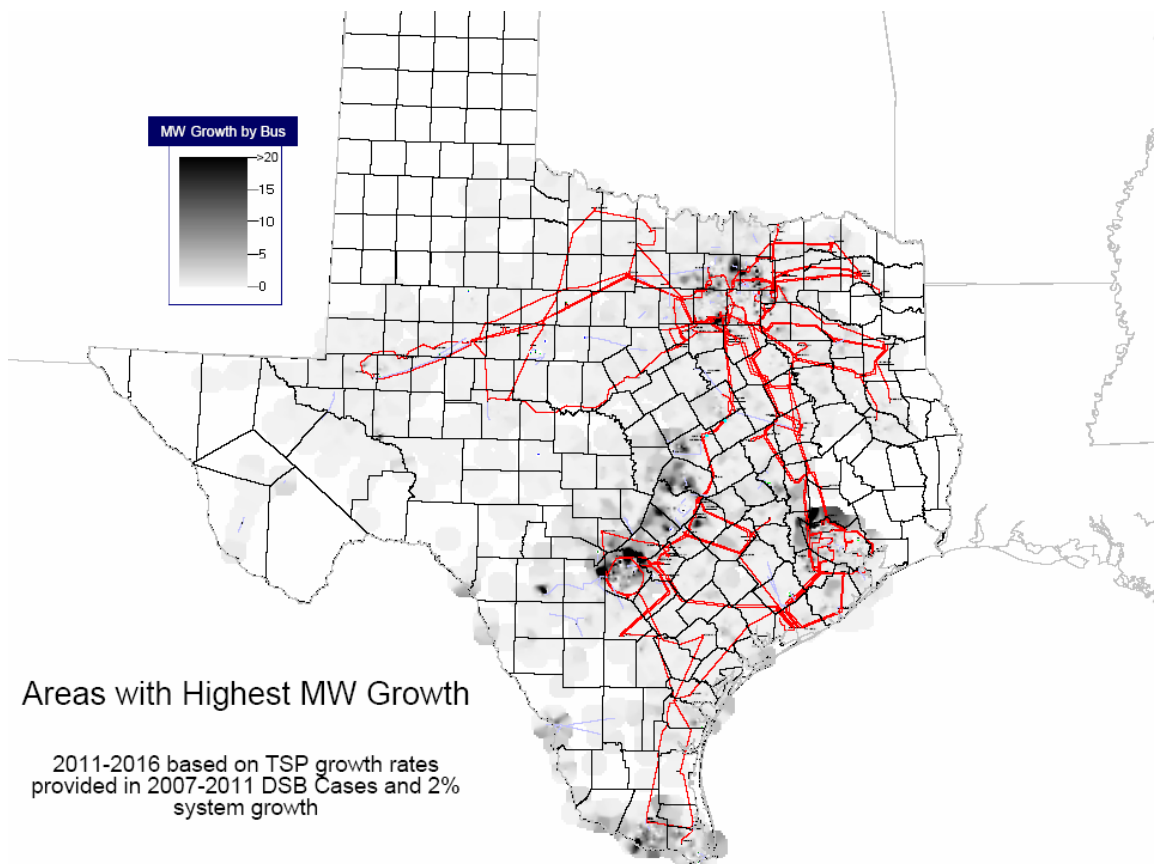 MW Growth by Bus
>20
15
10
5
0
Areas with Highest MW Growth
2011-2016 based on TSP growth rates
provided in 2007-2011 DSB Cases and 2%
system growth